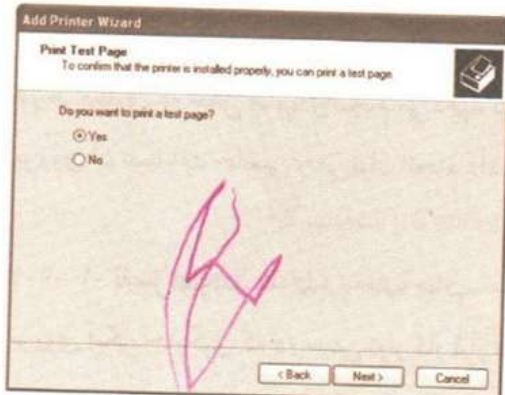 Add Printer Wizard
Print Test Page
To confirm that the printer is installed properly, you can print a test page.
Do you want to print a test page?
Yes
No
< Back Next > Cancel